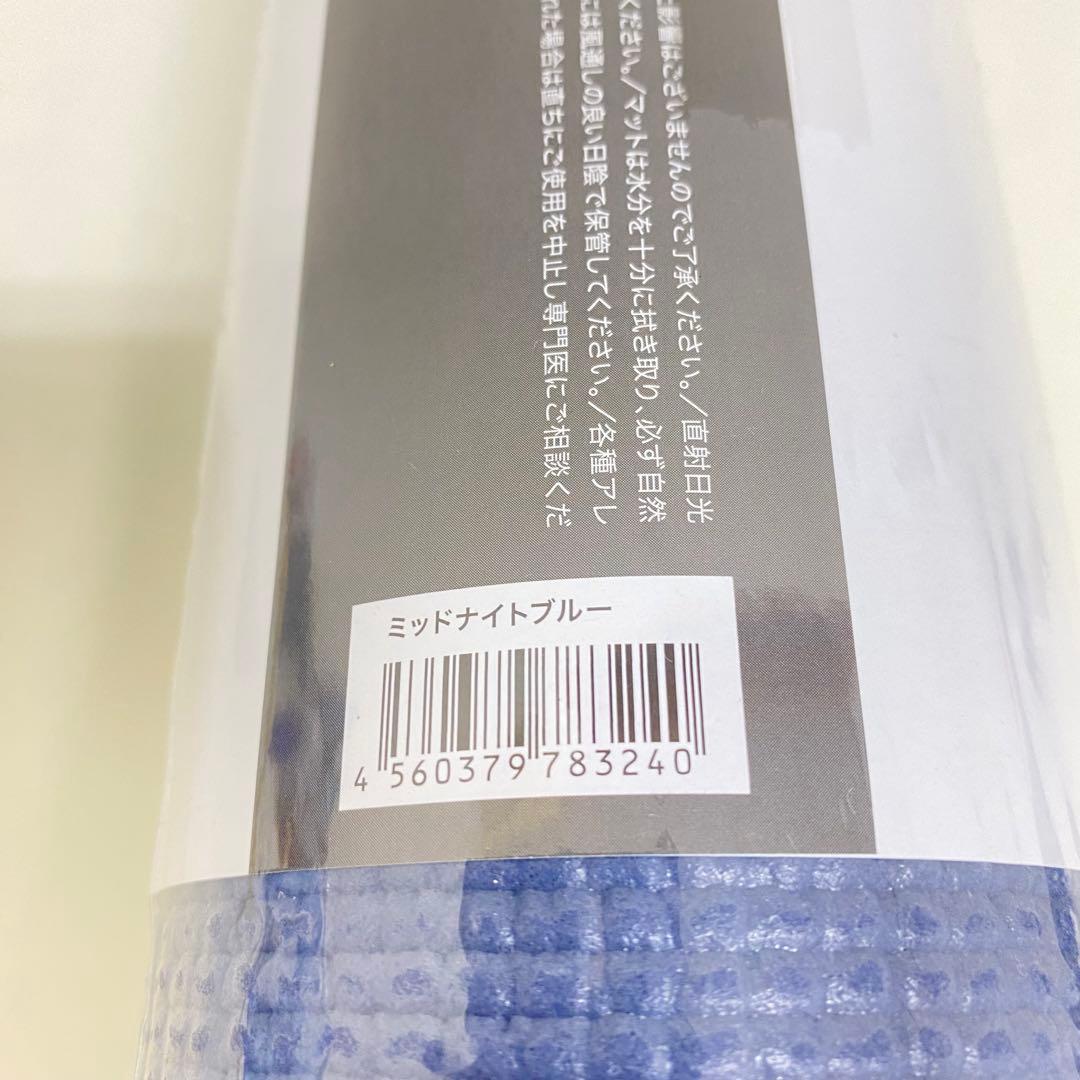 影響はございませんのでご了承ください。／直射日光
ください。／マットは水分を十分に拭き取り、必ず自然
には風通しの良い日陰で保管してください。／各種アレ
れた場合は直ちにご使用を中止し専門医にご相談くだ
ミッドナイトブルー
4 560379 783240